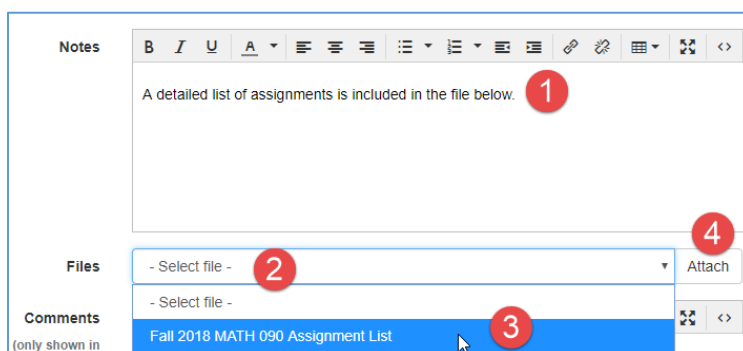 Notes B I U A
A detailed list of assignments is included in the file below. 1
4
Files - Select file - 2 Attach
- Select file -
Comments
Fall 2018 MATH 090 Assignment List 3
(only shown in